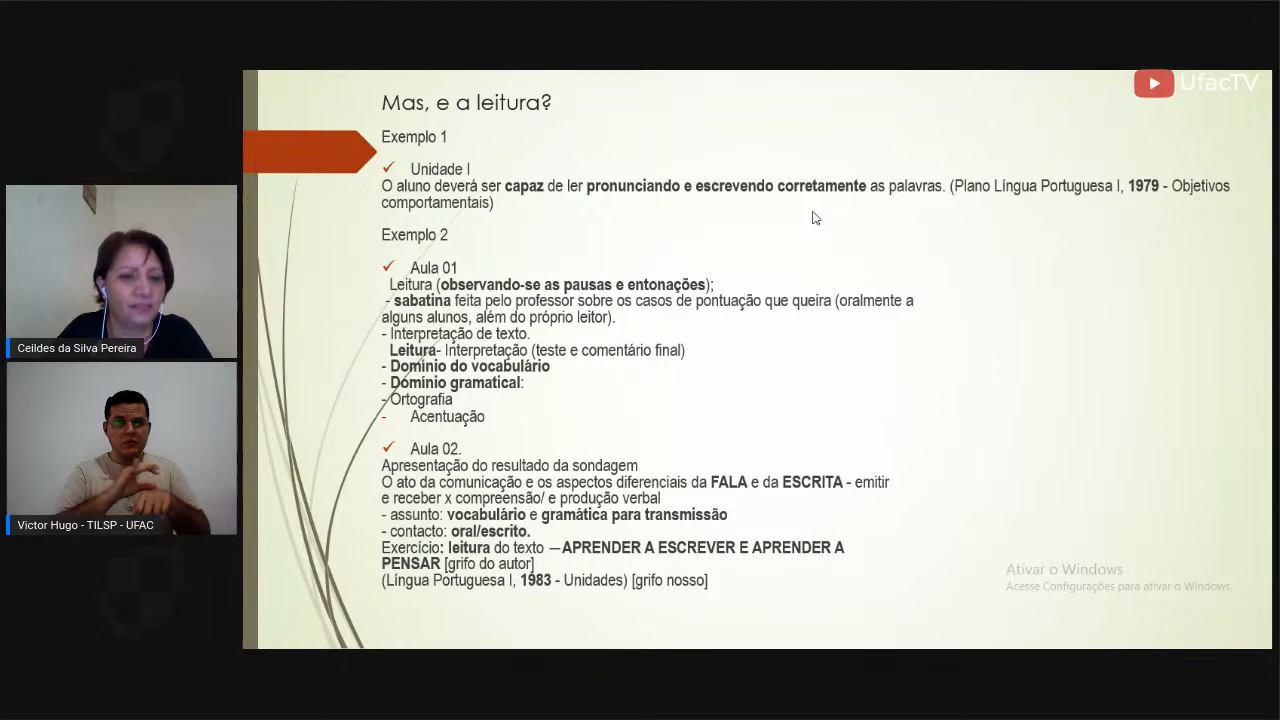 UfacTV
Mas, e a leitura?
Exemplo 1
✓ Unidade I
O aluno deverá ser capaz de ler pronunciando e escrevendo corretamente as palavras. (Plano Língua Portuguesa I, 1979 - Objetivos
comportamentais)
Exemplo 2
✓ Aula 01
Leitura (observando-se as pausas e entonações);
- sabatina feita pelo professor sobre os casos de pontuação que queira (oralmente a
alguns alunos, além do próprio leitor).
- Interpretação de texto.
Leitura- Interpretação (teste e comentário final)
- Domínio do vocabulário
- Domínio gramatical:
- Ortografia
- Acentuação
✓ Aula 02.
Apresentação do resultado da sondagem
O ato da comunicação e os aspectos diferenciais da FALA e da ESCRITA - emitir
e receber x compreensão/ e produção verbal
- assunto: vocabulário e gramática para transmissão
- contacto: oral/escrito.
Exercício: leitura do texto —APRENDER A ESCREVER E APRENDER A
PENSAR [grifo do autor]
(Língua Portuguesa I, 1983 - Unidades) [grifo nosso]
Ceildes da Silva Pereira
Victor Hugo - TILSP - UFAC
Ativar o Windows
Acesse Configurações para ativar o Windows.